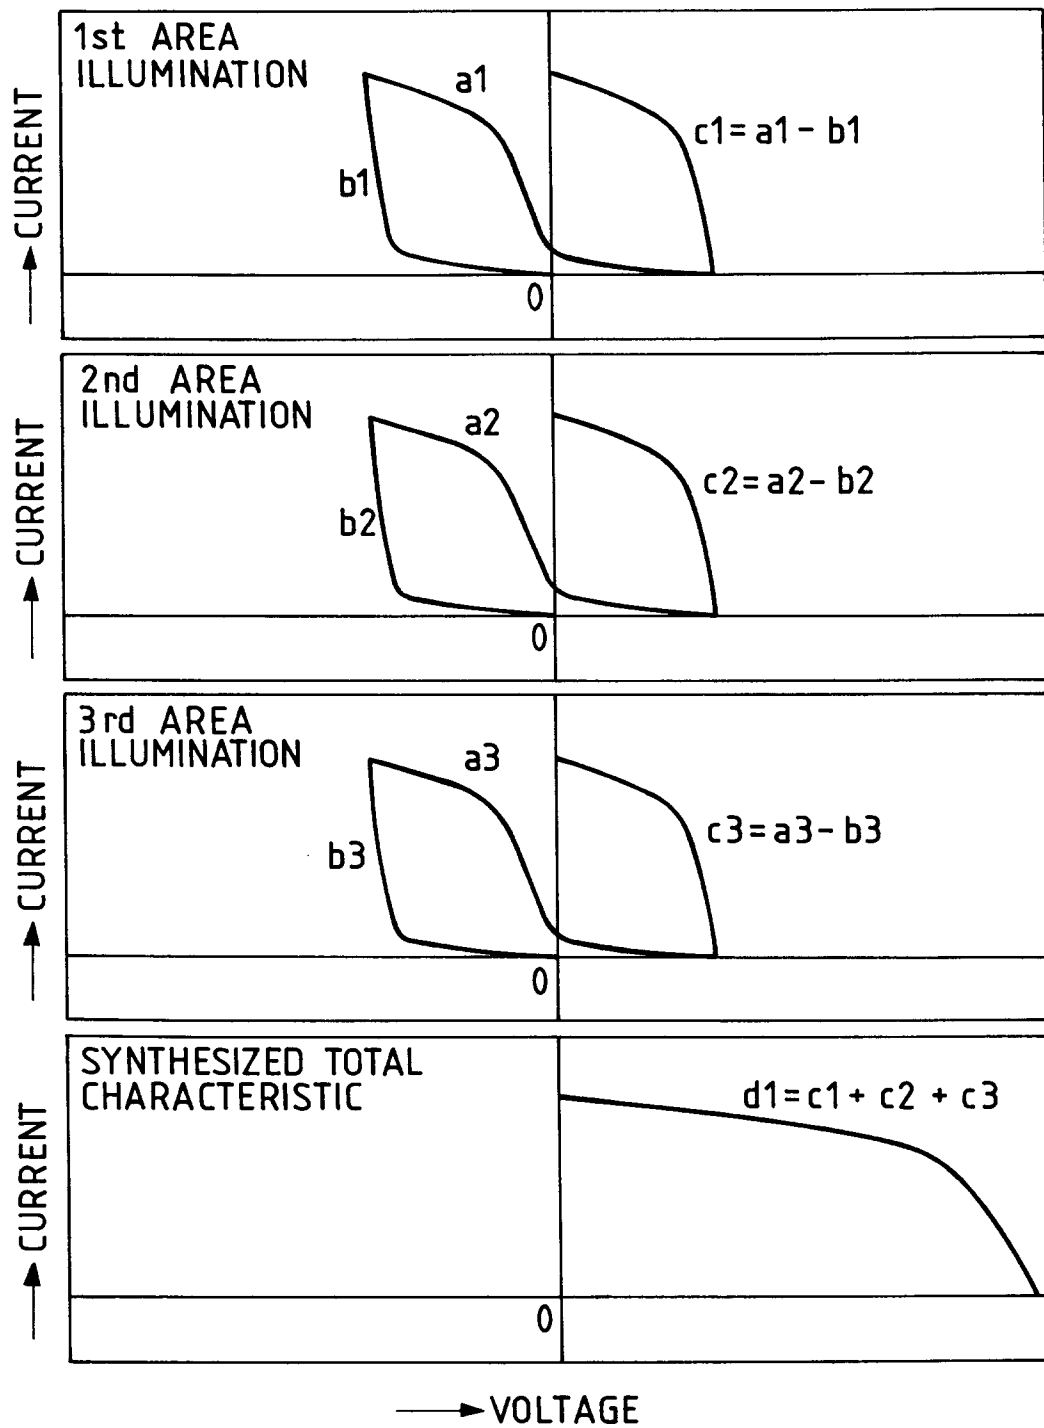 1st AREA
ILLUMINATION
a1
c1=a1-b1
b1
0
CURRENT
2nd AREA
ILLUMINATION
a2
c2=a2-b2
b2
0
CURRENT
3rd AREA
ILLUMINATION
a3
c3=a3-b3
b3
0
CURRENT
SYNTHESIZED TOTAL
CHARACTERISTIC
d1=c1+c2+c3
0
CURRENT
VOLTAGE